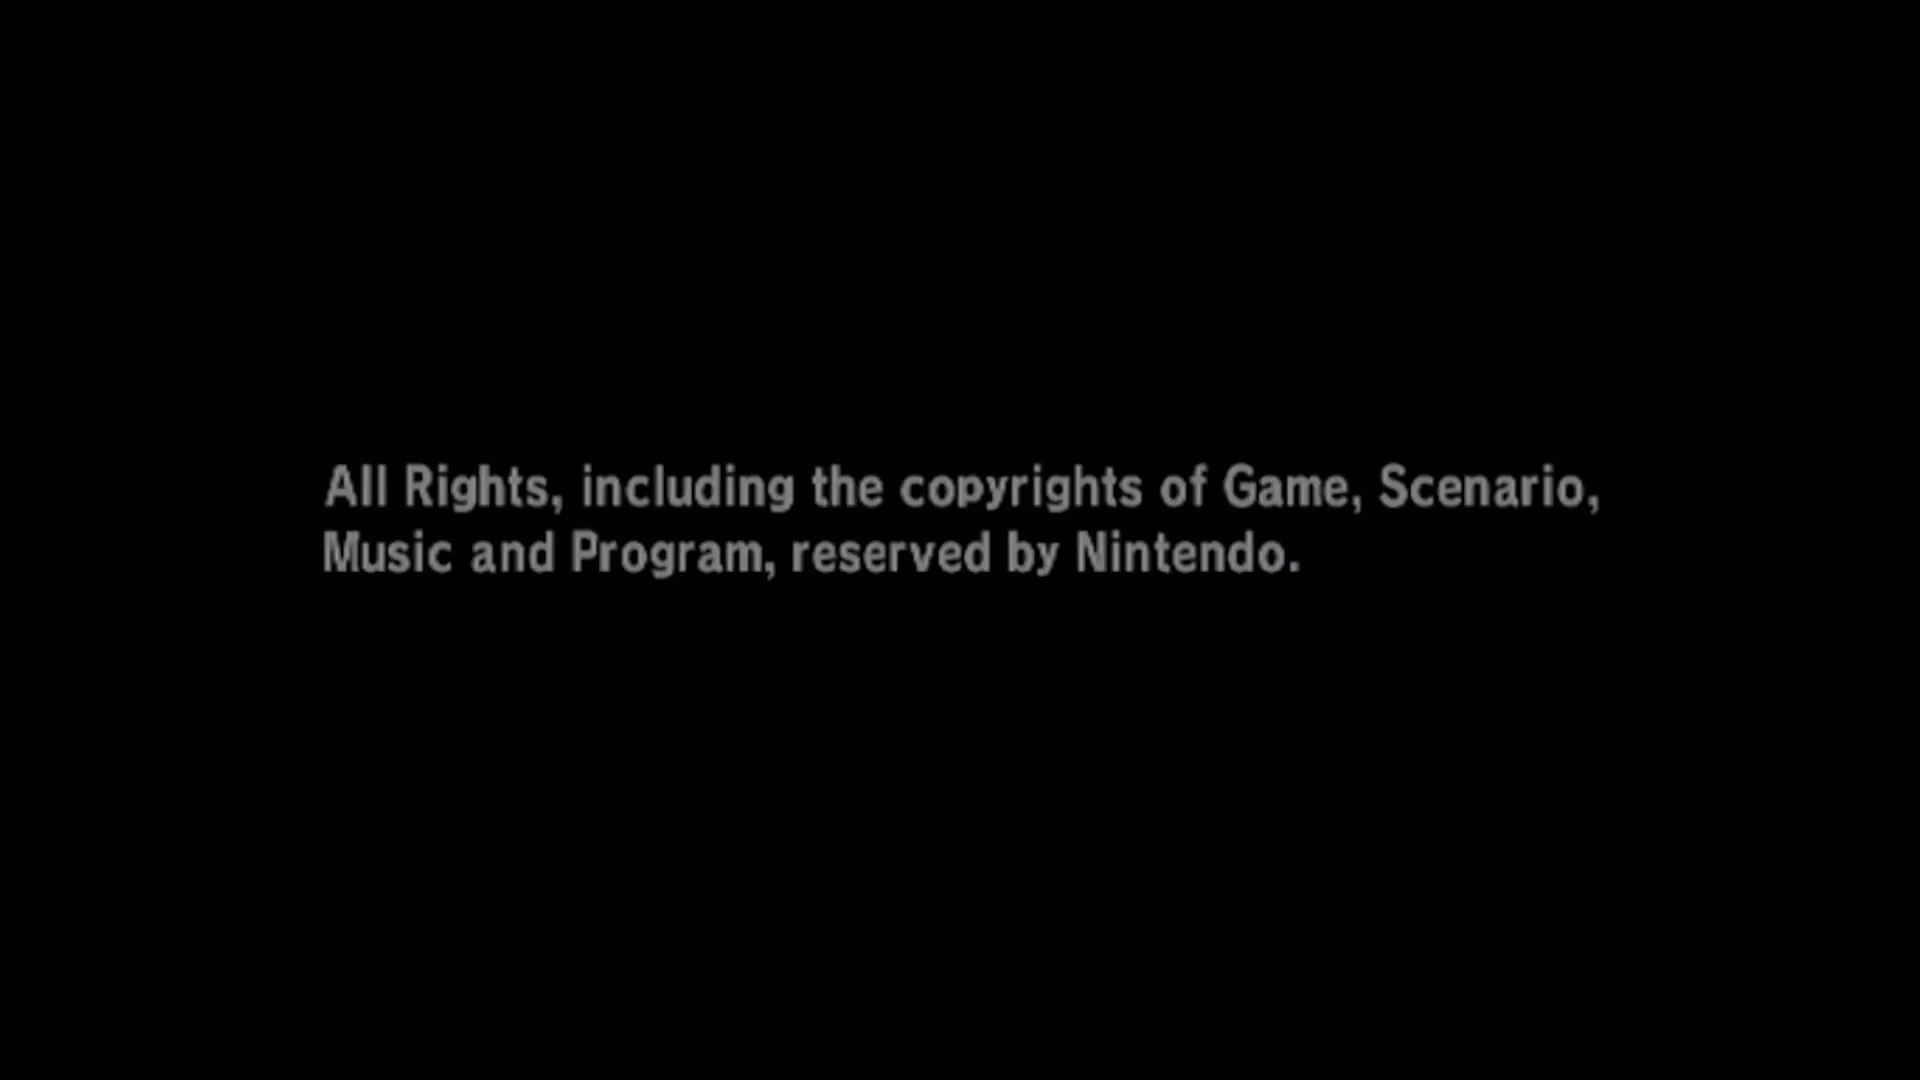 All Rights, including the copyrights of Game, Scenario,
Music and Program, reserved by Nintendo.